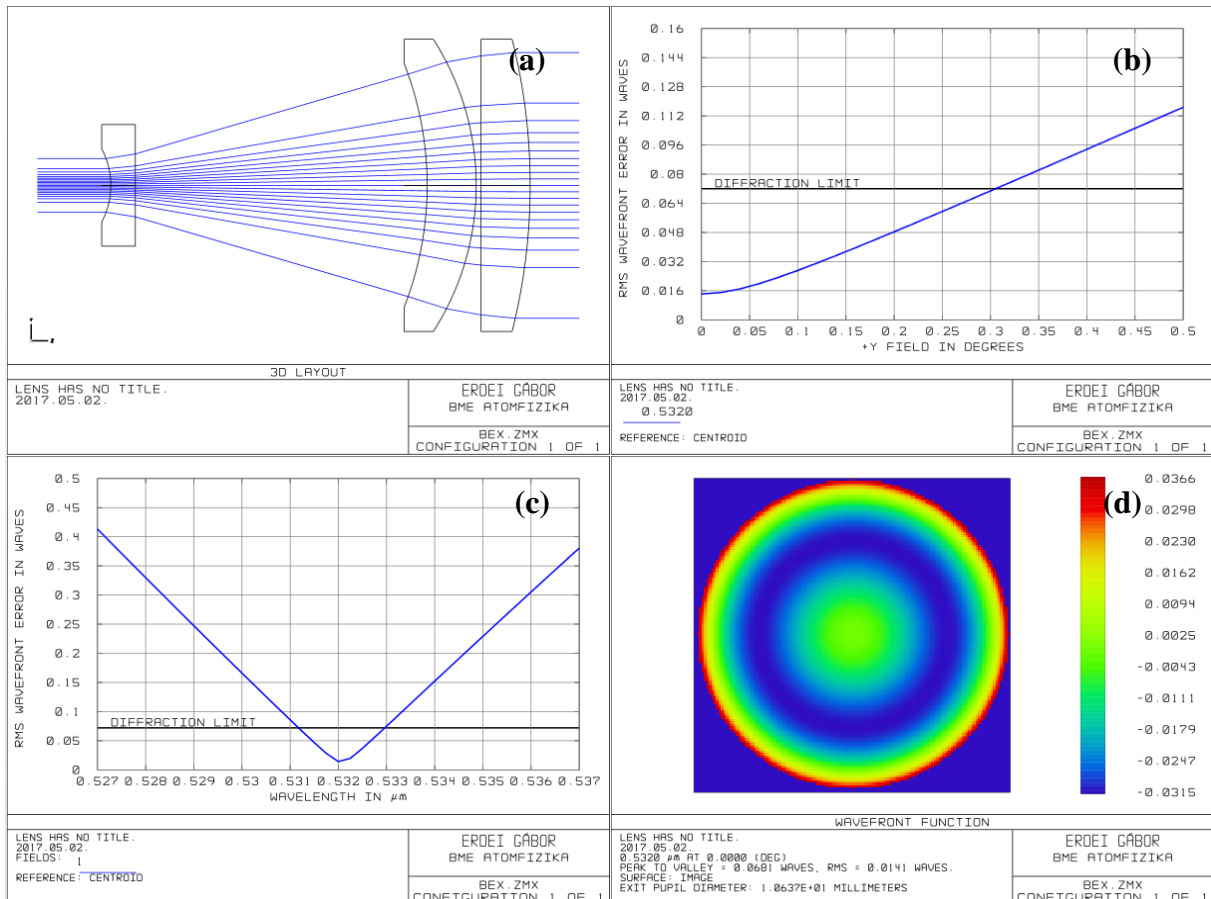 (a)
Y
Z
3D LAYOUT
LENS HAS NO TITLE.
2017.05.02.
ERDEI GÁBOR
BME ATOMFIZIKA
BEX.ZMX
CONFIGURATION 1 OF 1
(b)
0.16
0.144
0.128
0.112
0.096
0.08
0.064
0.048
0.032
0.016
0
RMS WAVEFRONT ERROR IN WAVES
DIFFRACTION LIMIT
0 0.05 0.1 0.15 0.2 0.25 0.3 0.35 0.4 0.45 0.5
+Y FIELD IN DEGREES
LENS HAS NO TITLE.
2017.05.02.
0.5320
REFERENCE: CENTROID
ERDEI GÁBOR
BME ATOMFIZIKA
BEX.ZMX
CONFIGURATION 1 OF 1
(c)
0.5
0.45
0.4
0.35
0.3
0.25
0.2
0.15
0.1
0.05
0
RMS WAVEFRONT ERROR IN WAVES
DIFFRACTION LIMIT
0.527 0.528 0.529 0.53 0.531 0.532 0.533 0.534 0.535 0.536 0.537
WAVELENGTH IN µm
LENS HAS NO TITLE.
2017.05.02.
FIELDS: 1
REFERENCE: CENTROID
ERDEI GÁBOR
BME ATOMFIZIKA
BEX.ZMX
CONFIGURATION 1 OF 1
(d)
0.0366
0.0298
0.0230
0.0162
0.0094
0.0025
-0.0043
-0.0111
-0.0179
-0.0247
-0.0315
WAVEFRONT FUNCTION
LENS HAS NO TITLE.
2017.05.02.
0.5320 µm AT 0.0000 (DEG)
PEAK TO VALLEY = 0.0681 WAVES, RMS = 0.0141 WAVES.
SURFACE: IMAGE
EXIT PUPIL DIAMETER: 1.0637E+01 MILLIMETERS
ERDEI GÁBOR
BME ATOMFIZIKA
BEX.ZMX
CONFIGURATION 1 OF 1